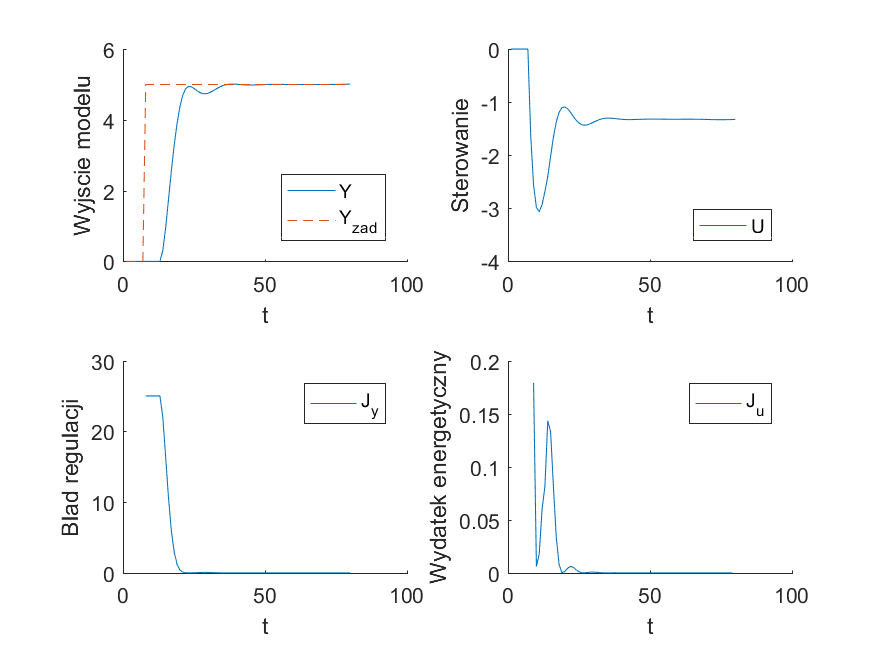 Wyjscie modelu
6
4
2
0
0
50
100
t
Y
Y_zad
Sterowanie
0
-1
-2
-3
-4
0
50
100
t
U
Blad regulacji
30
20
10
0
0
50
100
t
J_y
Wydatek energetyczny
0.2
0.15
0.1
0.05
0
0
50
100
t
J_u